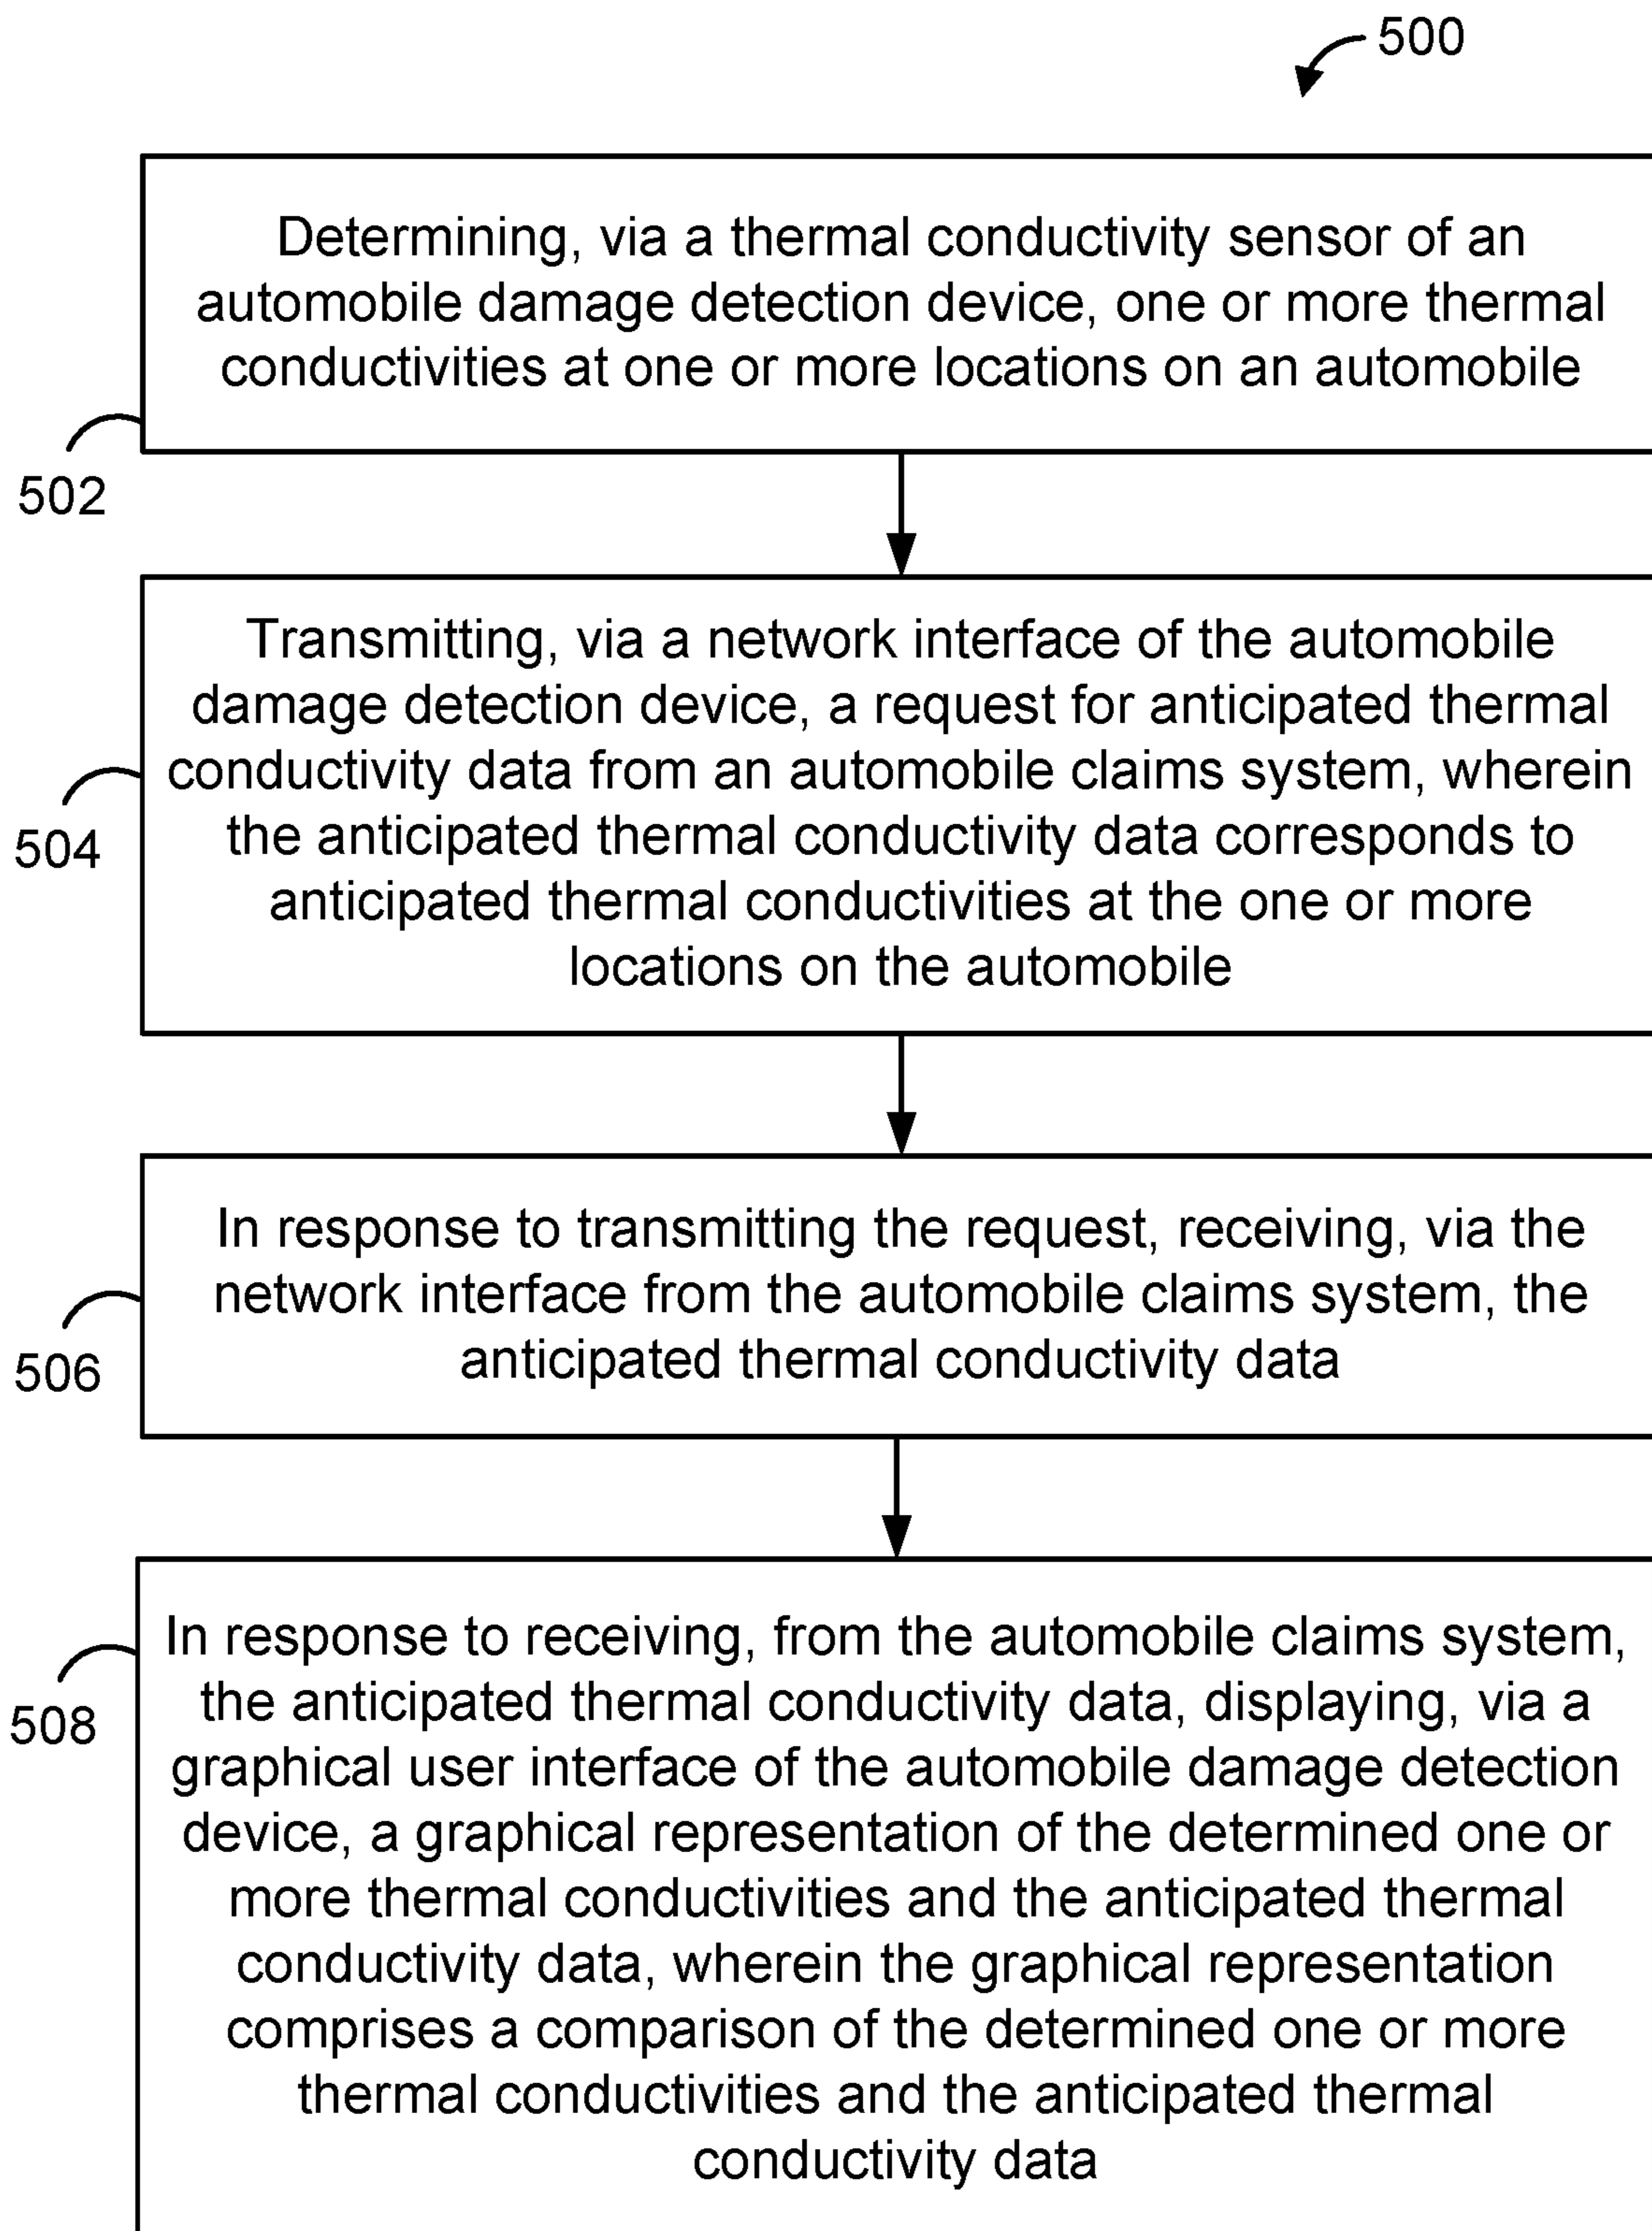 500
Determining, via a thermal conductivity sensor of an
automobile damage detection device, one or more thermal
conductivities at one or more locations on an automobile
502
Transmitting, via a network interface of the automobile
damage detection device, a request for anticipated thermal
conductivity data from an automobile claims system, wherein
the anticipated thermal conductivity data corresponds to
anticipated thermal conductivities at the one or more
locations on the automobile
504
In response to transmitting the request, receiving, via the
network interface from the automobile claims system, the
anticipated thermal conductivity data
506
In response to receiving, from the automobile claims system,
the anticipated thermal conductivity data, displaying, via a
graphical user interface of the automobile damage detection
device, a graphical representation of the determined one or
more thermal conductivities and the anticipated thermal
conductivity data, wherein the graphical representation
comprises a comparison of the determined one or more
thermal conductivities and the anticipated thermal
conductivity data
508